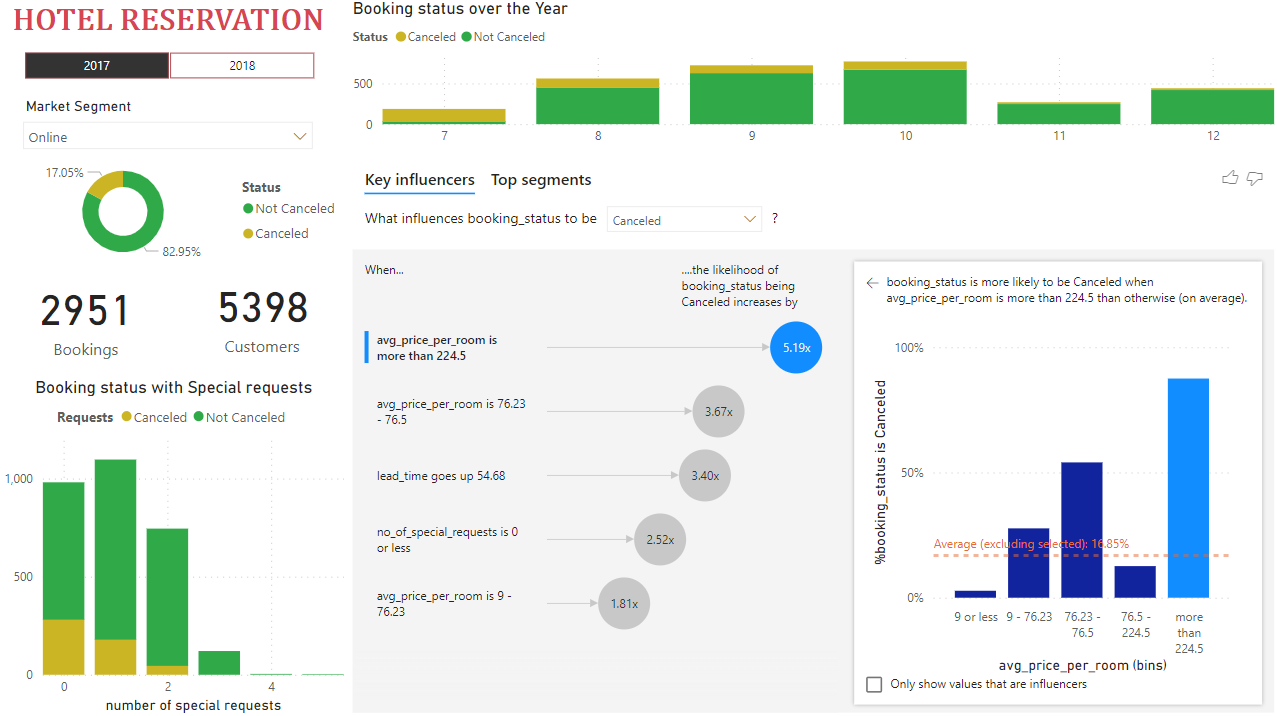 HOTEL RESERVATION
2017
2018
Market Segment
Online
17.05%
82.95%
Status
Not Canceled
Canceled
2951
Bookings
5398
Customers
Booking status with Special requests
Requests Canceled Not Canceled
1,000
500
0
0 2 4
number of special requests
Booking status over the Year
Status Canceled Not Canceled
500
0
7 8 9 10 11 12
Key influencers Top segments
What influences booking_status to be Canceled ?
When...
....the likelihood of
booking_status being
Canceled increases by
avg_price_per_room is
more than 224.5
5.19x
avg_price_per_room is 76.23
- 76.5
3.67x
lead_time goes up 54.68
3.40x
no_of_special_requests is 0
or less
2.52x
avg_price_per_room is 9 -
76.23
1.81x
booking_status is more likely to be Canceled when
avg_price_per_room is more than 224.5 than otherwise (on average).
%booking_status is Canceled
100%
50%
0%
Average (excluding selected): 16.85%
9 or less
9 - 76.23
76.23 -
76.5
76.5 -
224.5
more
than
224.5
avg_price_per_room (bins)
Only show values that are influencers